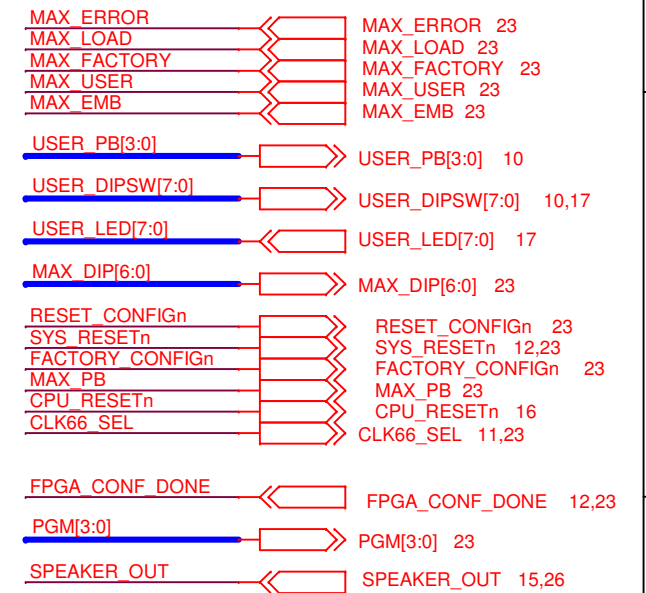 MAX_ERROR MAX_ERROR 23
MAX_LOAD MAX_LOAD 23
MAX_FACTORY MAX_FACTORY 23
MAX_USER MAX_USER 23
MAX_EMB MAX_EMB 23
USER_PB[3:0] USER_PB[3:0] 10
USER_DIPSW[7:0] USER_DIPSW[7:0] 10,17
USER_LED[7:0] USER_LED[7:0] 17
MAX_DIP[6:0] MAX_DIP[6:0] 23
RESET_CONFIGn RESET_CONFIGn 23
SYS_RESETn SYS_RESETn 12,23
FACTORY_CONFIGn FACTORY_CONFIGn 23
MAX_PB MAX_PB 23
CPU_RESETn CPU_RESETn 16
CLK66_SEL CLK66_SEL 11,23
FPGA_CONF_DONE FPGA_CONF_DONE 12,23
PGM[3:0] PGM[3:0] 23
SPEAKER_OUT SPEAKER_OUT 15,26